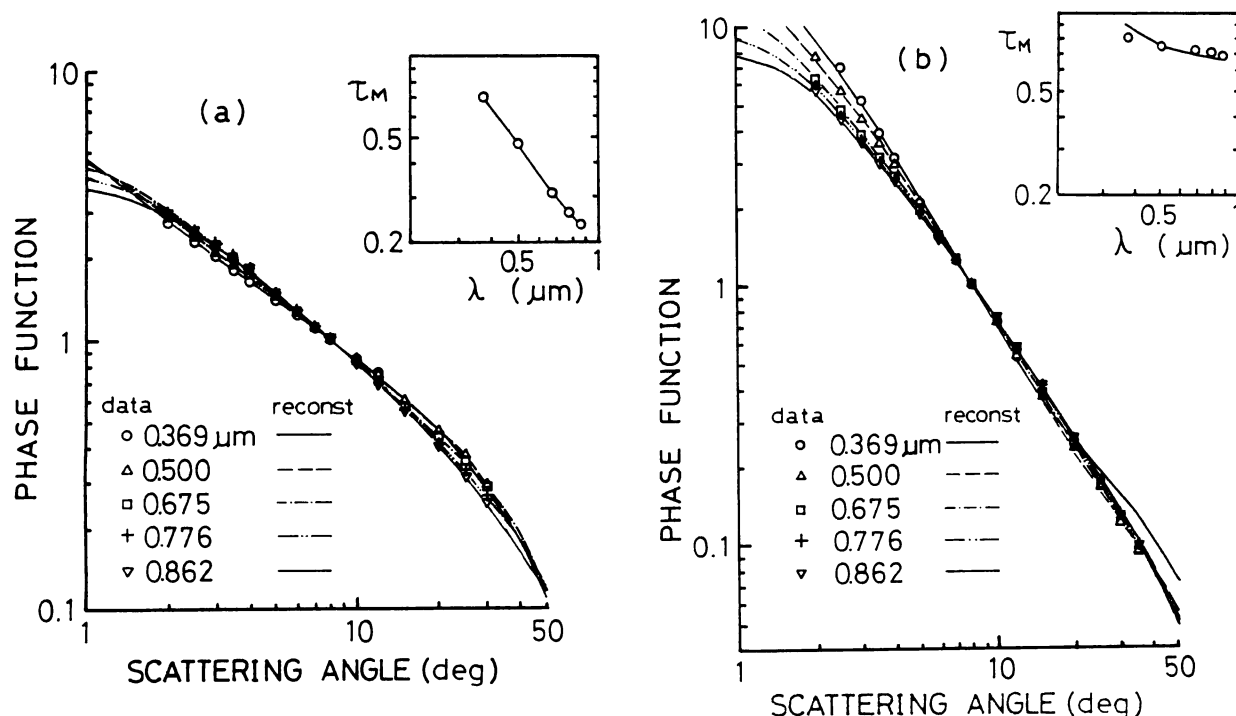 (a)
PHASE FUNCTION
10
1
0.1
1
10
50
SCATTERING ANGLE (deg)
τM
0.5
0.2
0.5
1
λ (μm)
data reconst
0.369 μm
0.500
0.675
0.776
0.862
(b)
PHASE FUNCTION
10
1
0.1
1
10
50
SCATTERING ANGLE (deg)
τM
0.5
0.2
0.5
1
λ (μm)
data reconst
0.369 μm
0.500
0.675
0.776
0.862